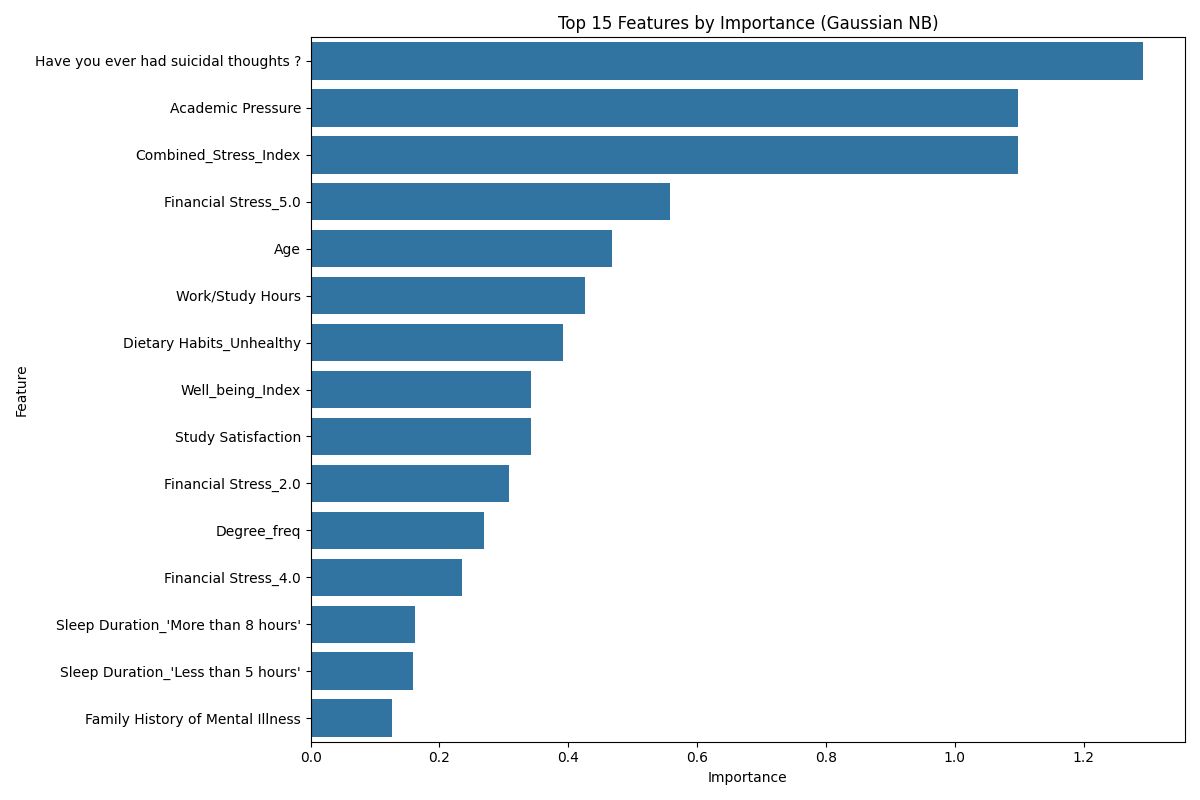 Top 15 Features by Importance (Gaussian NB)
Have you ever had suicidal thoughts ?
Academic Pressure
Combined_Stress_Index
Financial Stress_5.0
Age
Work/Study Hours
Dietary Habits_Unhealthy
Well_being_Index
Study Satisfaction
Financial Stress_2.0
Degree_freq
Financial Stress_4.0
Sleep Duration_'More than 8 hours'
Sleep Duration_'Less than 5 hours'
Family History of Mental Illness
Feature
0.0 0.2 0.4 0.6 0.8 1.0 1.2
Importance